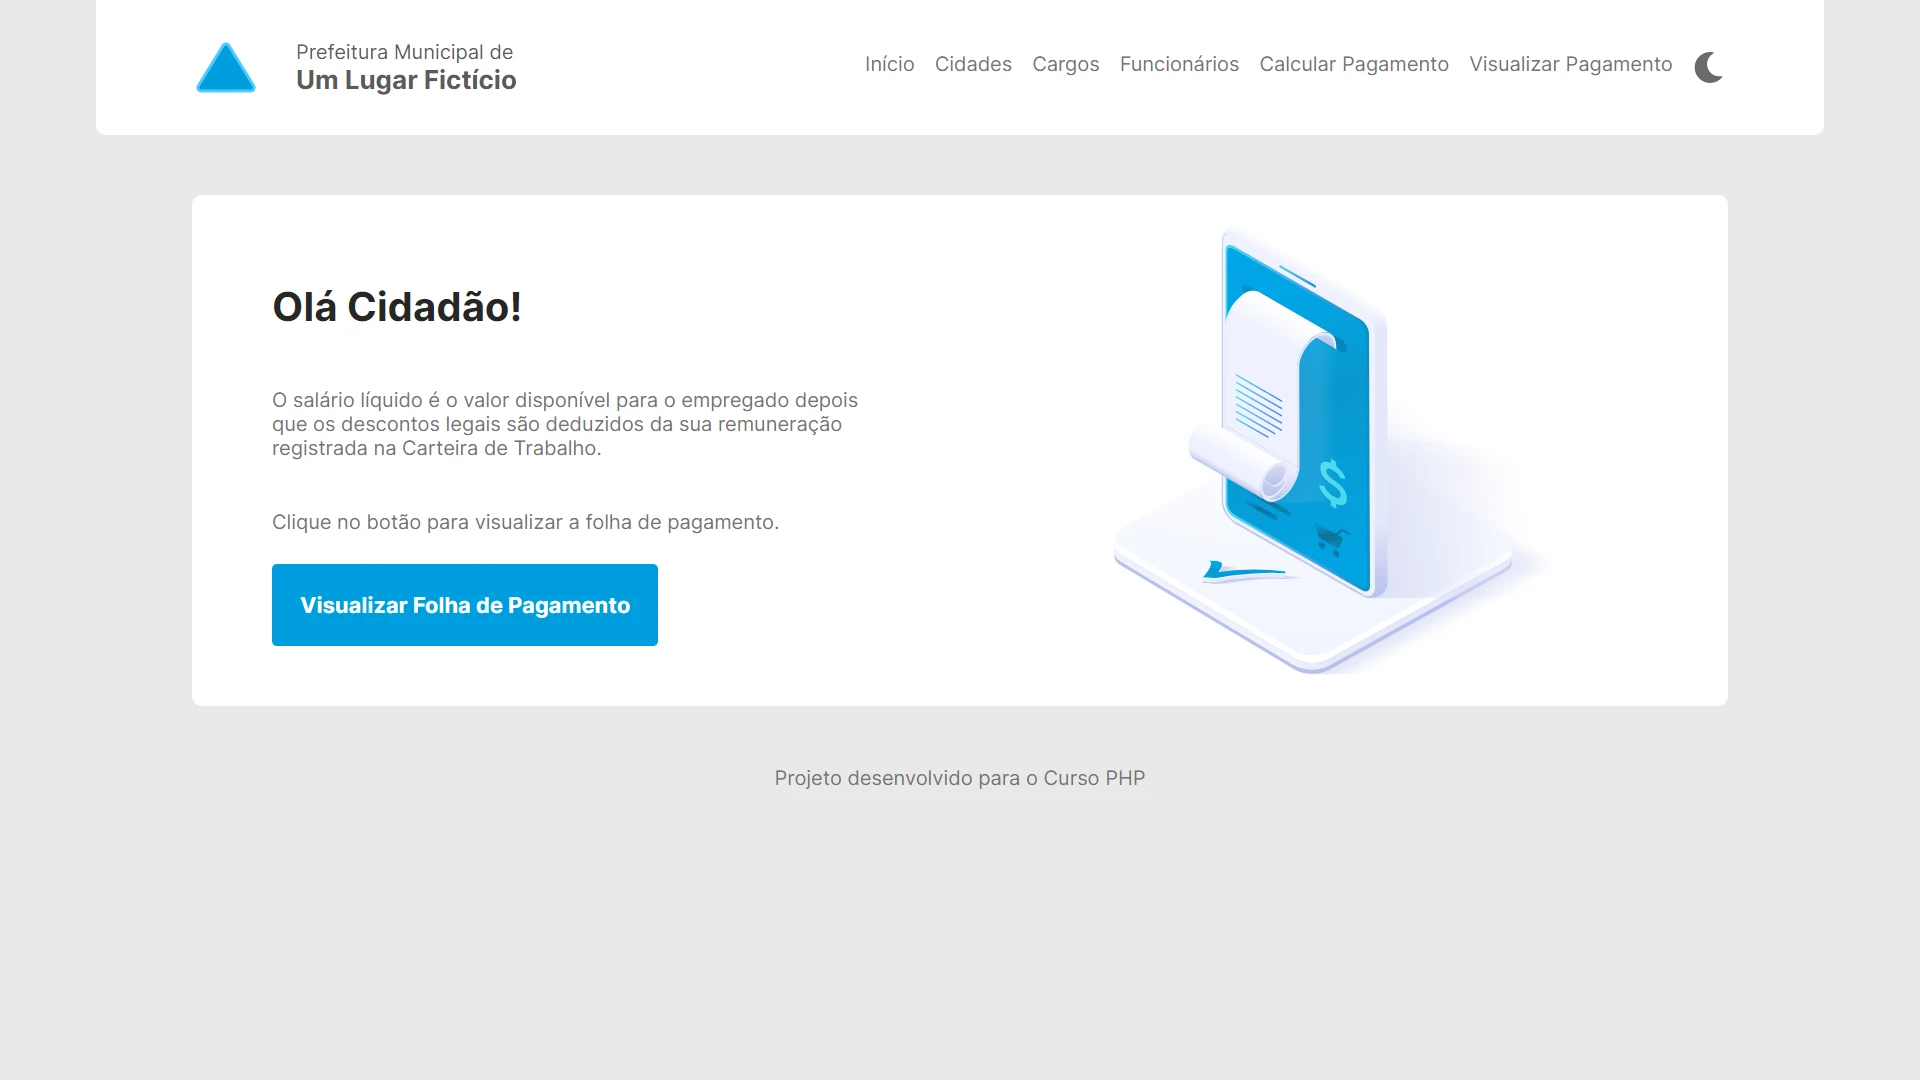 Prefeitura Municipal de
Um Lugar Fictício
Início Cidades Cargos Funcionários Calcular Pagamento Visualizar Pagamento
Olá Cidadão!
O salário líquido é o valor disponível para o empregado depois
que os descontos legais são deduzidos da sua remuneração
registrada na Carteira de Trabalho.
Clique no botão para visualizar a folha de pagamento.
Visualizar Folha de Pagamento
$
Projeto desenvolvido para o Curso PHP